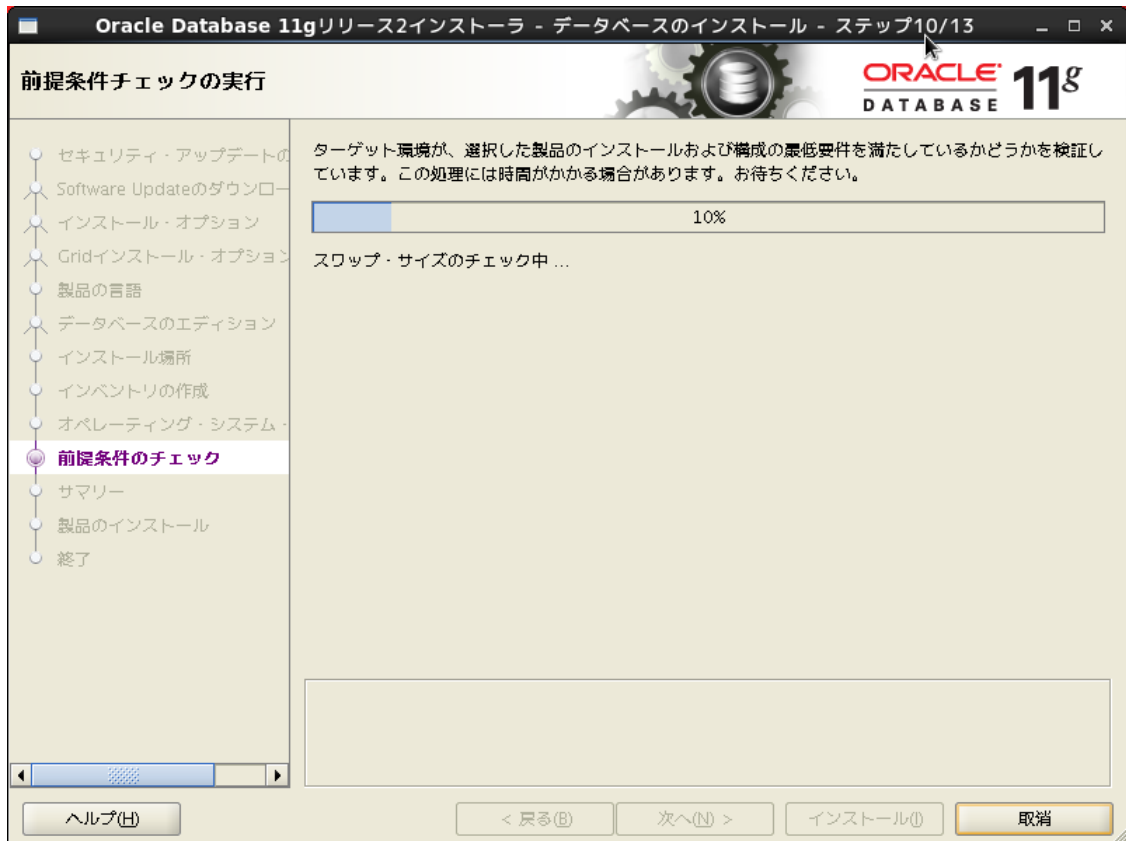 Oracle Database 11gリリース2インストーラ - データベースのインストール - ステップ10/13
前提条件チェックの実行
ORACLE
DATABASE
11g
セキュリティ・アップデートの
Software Updateのダウンロー
インストール・オプション
Gridインストール・オプション
製品の言語
データベースのエディション
インストール場所
インベントリの作成
オペレーティング・システム・
前提条件のチェック
サマリー
製品のインストール
終了
ターゲット環境が、選択した製品のインストールおよび構成の最低要件を満たしているかどうかを検証し
ています。この処理には時間がかかる場合があります。お待ちください。
10%
スワップ・サイズのチェック中 ...
ヘルプ(H)
< 戻る(B)
次へ(N) >
インストール(I)
取消